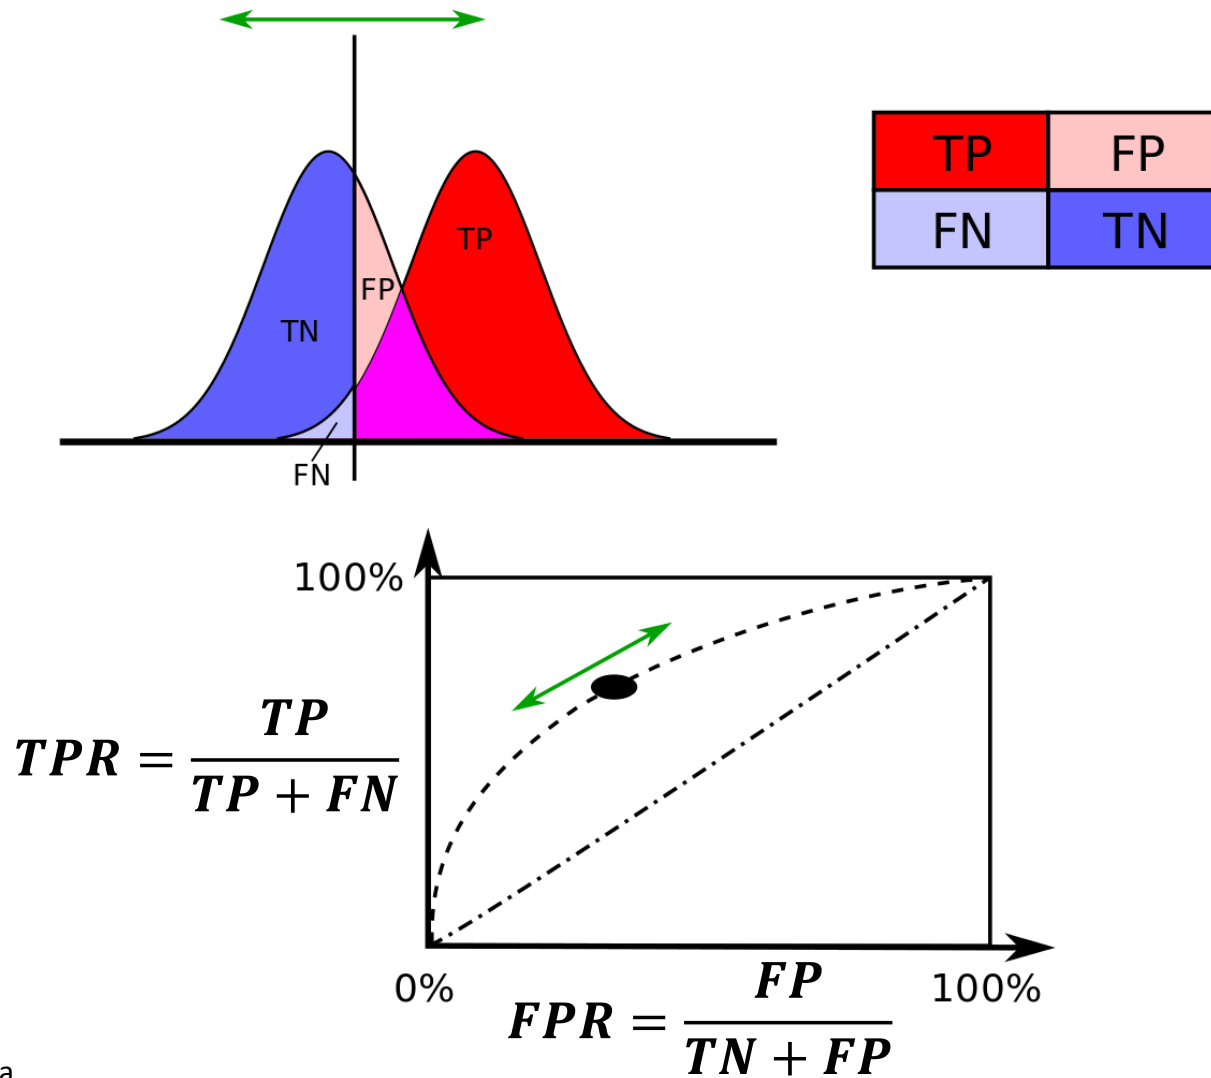 TP FP
FN TN
TP
FP
TN
FN
100%
TPR = TP / TP + FN
0% 100%
FPR = FP / TN + FP
a